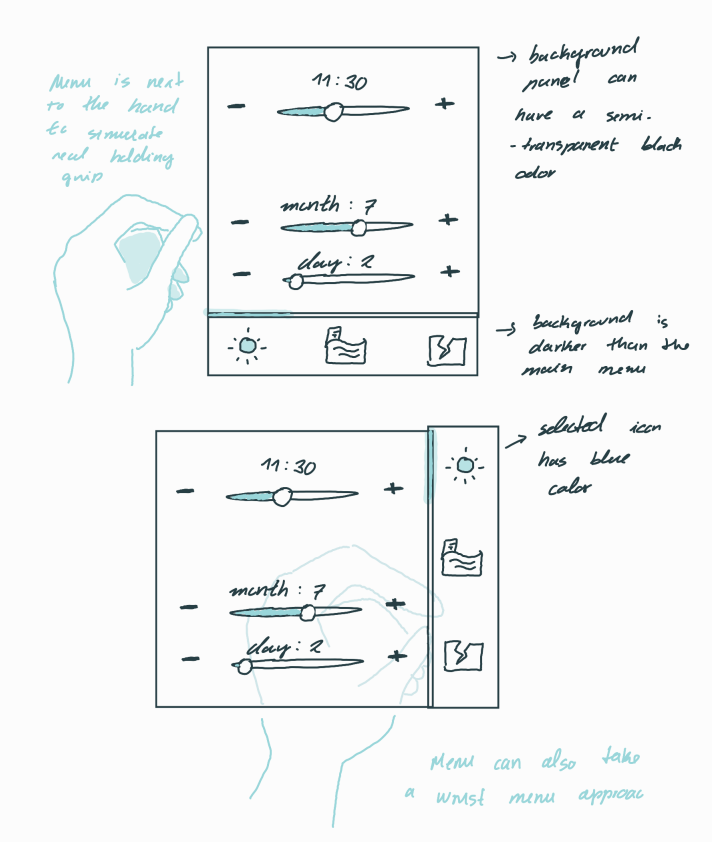 Menu is next
to the hand
to simulate
real holding
grip
11:30
month : 7
day : 2
→ background
panel can
have a semi-
-transparent black
color
→ background is
darker than the
main menu
→ selected icon
has blue
color
11:30
month : 7
day : 2
Menu can also take
a wrist menu approac